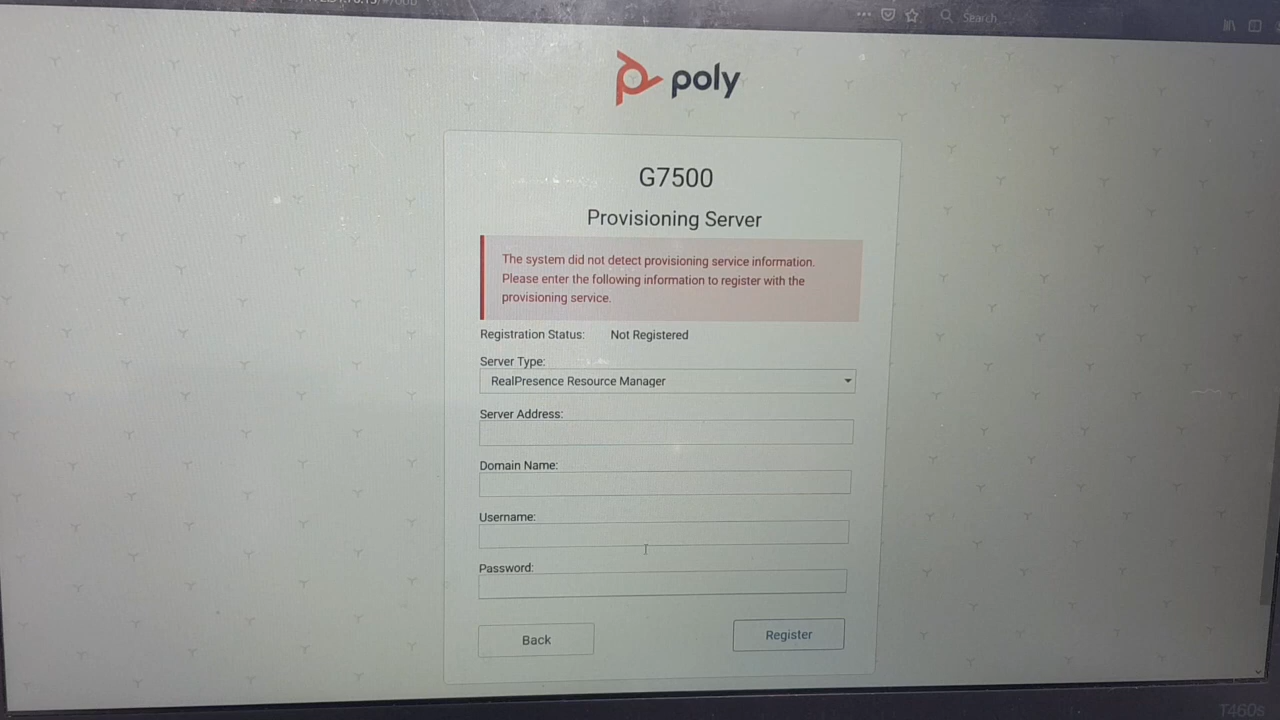 Search
poly
G7500
Provisioning Server
The system did not detect provisioning service information.
Please enter the following information to register with the
provisioning service.
Registration Status: Not Registered
Server Type:
RealPresence Resource Manager
Server Address:
Domain Name:
Username:
Password:
Back Register
T460s